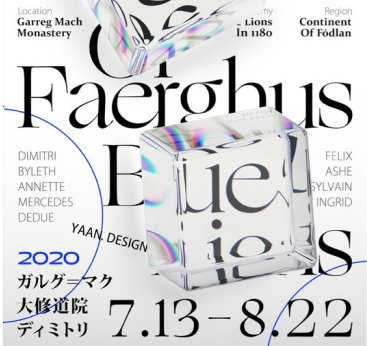 Location
Garreg Mach
Monastery
Lions
In 1180
Region
Continent
Of Fódlan
Of
Faerghus
Blue
DIMITRI
BYLETH
ANNETTE
MERCEDES
DEDUE
FELIX
ASHE
SYLVAIN
INGRID
YAAN. DESIGN
2020
ガルグ=マク
大修道院
ディミトリ
7.13–8.22